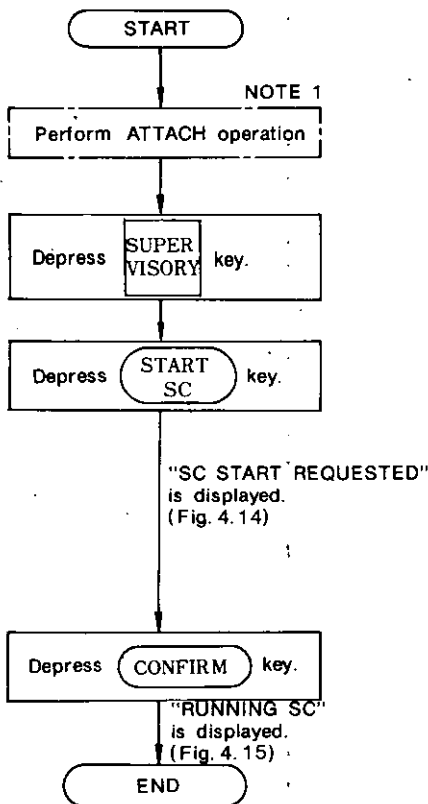 START
NOTE 1
Perform ATTACH operation
Depress SUPER VISORY key.
Depress START SC key.
"SC START REQUESTED"
is displayed.
(Fig. 4.14)
Depress CONFIRM key.
"RUNNING SC"
is displayed.
(Fig. 4.15)
END